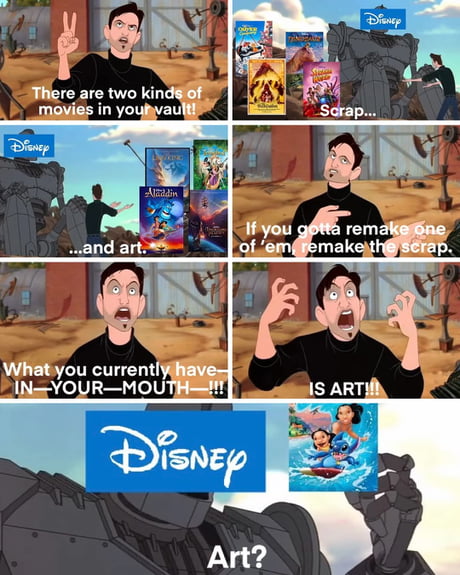 There are two kinds of
movies in your vault!
Disney
Scrap...
Disney
Aladdin
...and art.
If you gotta remake one
of 'em, remake the scrap.
What you currently have—
IN—YOUR—MOUTH—!!!
IS ART!!!
Disney
Art?